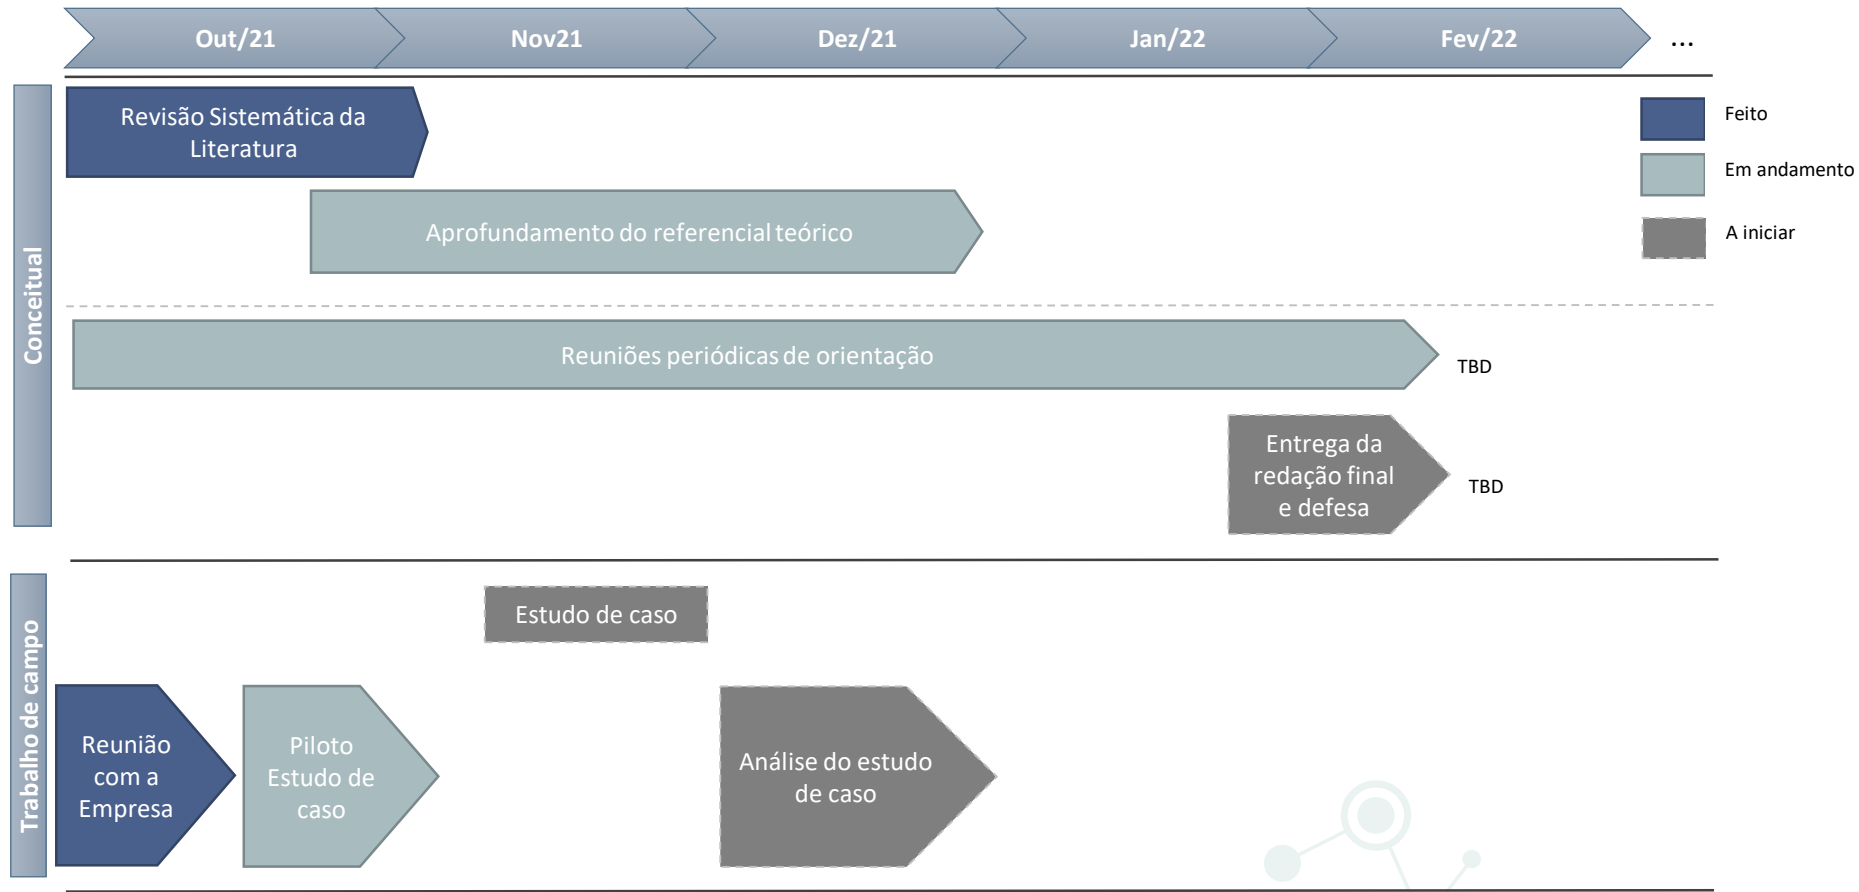 Out/21
Nov21
Dez/21
Jan/22
Fev/22
...
Conceitual
Revisão Sistemática da
Literatura
Feito
Em andamento
A iniciar
Aprofundamento do referencial teórico
Reuniões periódicas de orientação
TBD
Entrega da
redação final
e defesa
TBD
Trabalho de campo
Estudo de caso
Reunião
com a
Empresa
Piloto
Estudo de
caso
Análise do estudo
de caso